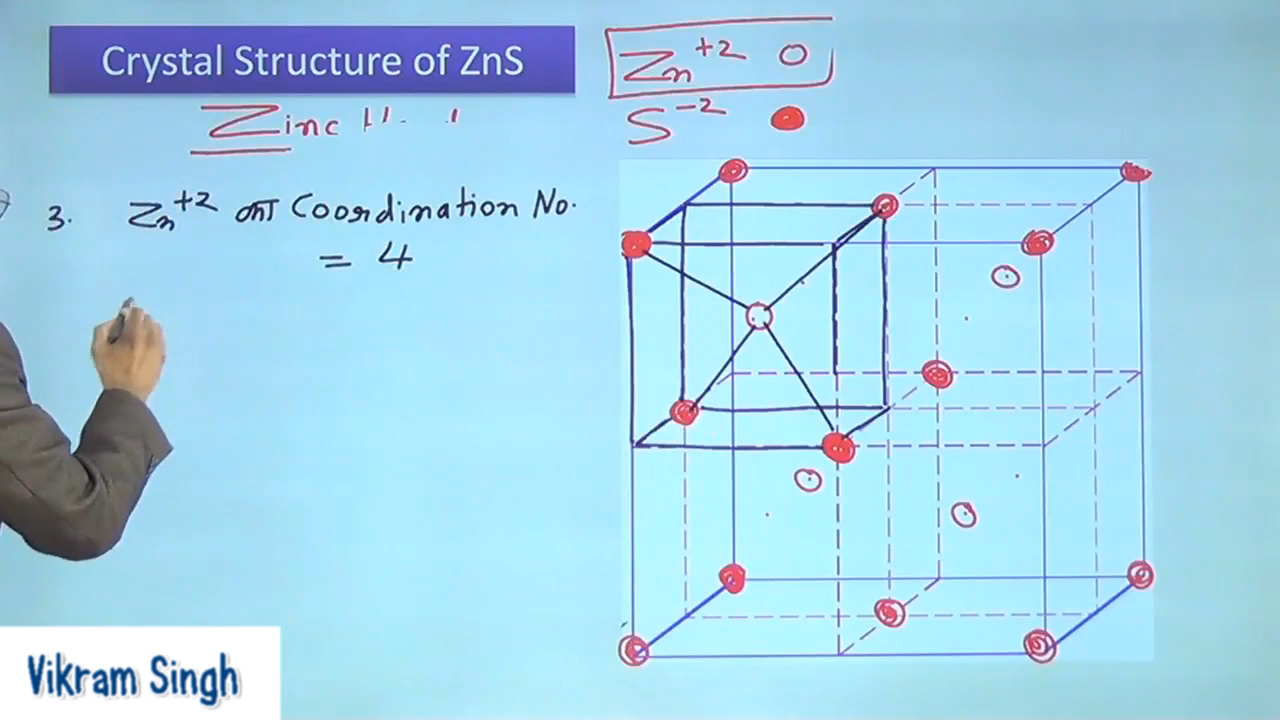 Crystal Structure of ZnS
Zn +2 O
S -2
Zinc
3. Zn +2 का Coordination No.
= 4
Vikram Singh